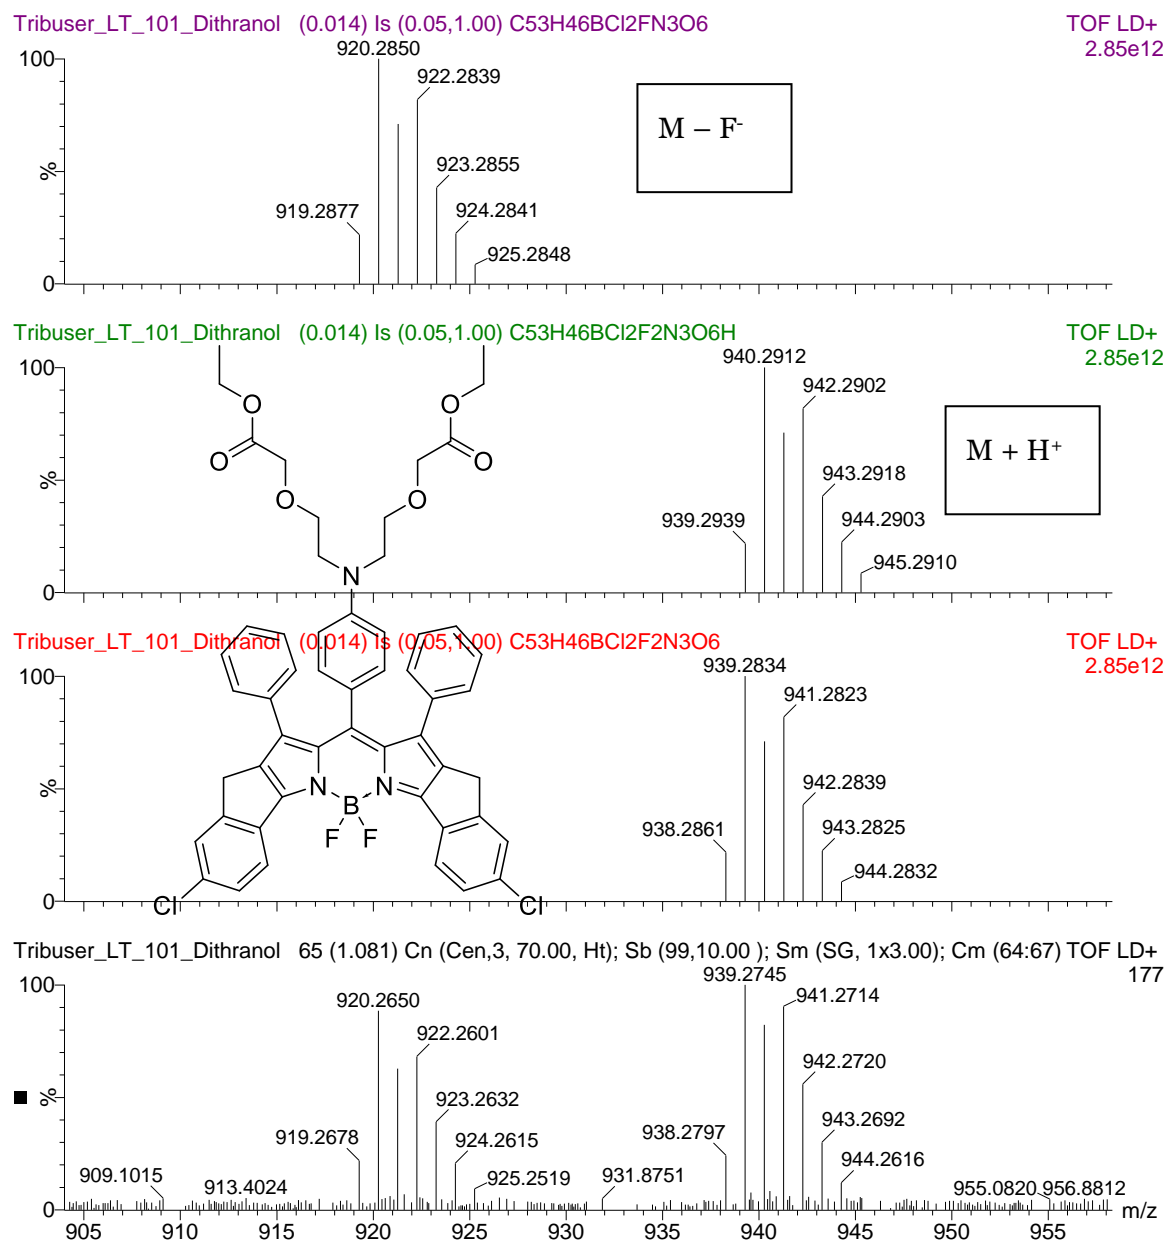 Tribuser_LT_101_Dithranol (0.014) Is (0.05,1.00) C53H46BCl2FN3O6 TOF LD+
2.85e12
100
%
0
920.2850
922.2839
923.2855
919.2877
924.2841
925.2848
M – F-
Tribuser_LT_101_Dithranol (0.014) Is (0.05,1.00) C53H46BCl2F2N3O6H TOF LD+
2.85e12
100
%
0
940.2912
942.2902
943.2918
939.2939
944.2903
945.2910
M + H+
O O
O O
O O
N
Tribuser_LT_101_Dithranol (0.014) Is (0.05,1.00) C53H46BCl2F2N3O6 TOF LD+
2.85e12
100
%
0
939.2834
941.2823
942.2839
938.2861
943.2825
944.2832
N N
B
F F
Cl Cl
Tribuser_LT_101_Dithranol 65 (1.081) Cn (Cen,3, 70.00, Ht); Sb (99,10.00 ); Sm (SG, 1x3.00); Cm (64:67) TOF LD+
177
100
%
0
939.2745
920.2650
941.2714
922.2601
942.2720
923.2632
943.2692
938.2797
919.2678
924.2615
944.2616
909.1015
913.4024
925.2519
931.8751
955.0820
956.8812
m/z
905 910 915 920 925 930 935 940 945 950 955